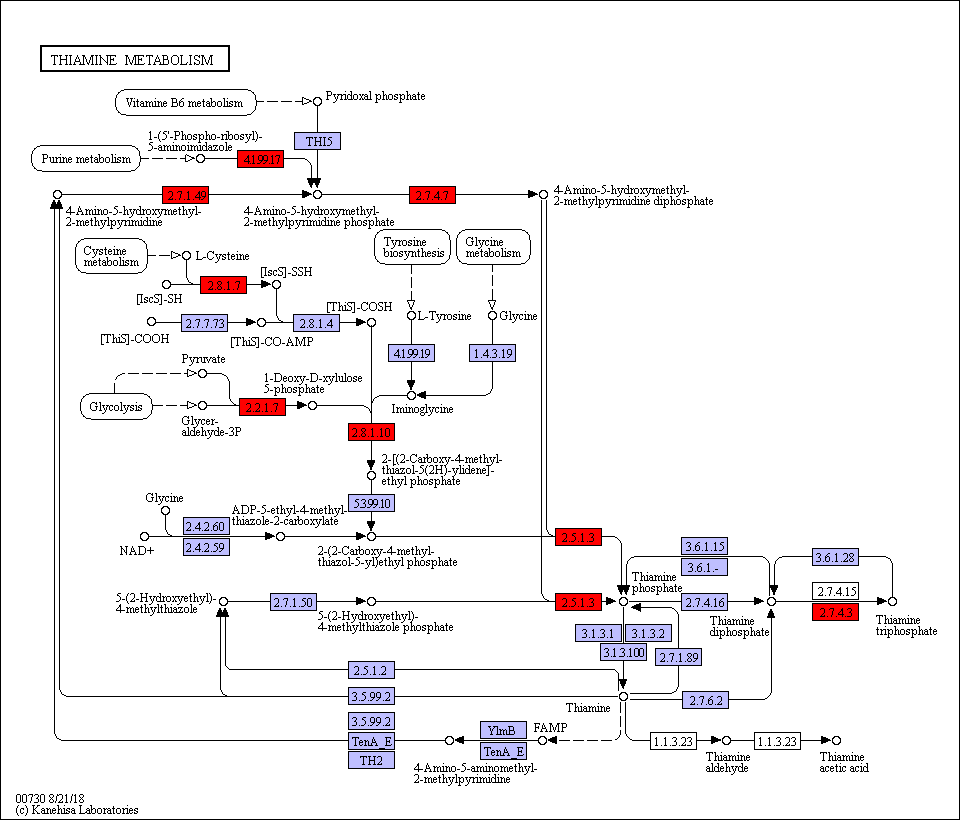 THIAMINE METABOLISM
Vitamine B6 metabolism
Pyridoxal phosphate
1-(5'-Phospho-ribosyl)-
5-aminoimidazole
THI5
Purine metabolism
4.1.99.17
2.7.1.49
2.7.4.7
4-Amino-5-hydroxymethyl-
2-methylpyrimidine diphosphate
4-Amino-5-hydroxymethyl-
2-methylpyrimidine
4-Amino-5-hydroxymethyl-
2-methylpyrimidine phosphate
Cysteine
metabolism
L-Cysteine
Tyrosine
biosynthesis
Glycine
metabolism
[IscS]-SSH
2.8.1.7
[IscS]-SH
[ThiS]-COSH
L-Tyrosine
Glycine
2.7.7.73
2.8.1.4
[ThiS]-COOH
[ThiS]-CO-AMP
4.1.99.19
1.4.3.19
Pyruvate
1-Deoxy-D-xylulose
5-phosphate
Glycolysis
2.2.1.7
Iminoglycine
Glycer-
aldehyde-3P
2.8.1.10
2-[(2-Carboxy-4-methyl-
thiazol-5(2H)-ylidene]-
ethyl phosphate
Glycine
ADP-5-ethyl-4-methyl-
thiazole-2-carboxylate
5.3.99.10
2.4.2.60
2.4.2.59
NAD+
2-(2-Carboxy-4-methyl-
thiazol-5-yl)ethyl phosphate
2.5.1.3
3.6.1.15
3.6.1.-
3.6.1.28
Thiamine
phosphate
5-(2-Hydroxyethyl)-
4-methylthiazole
2.7.1.50
5-(2-Hydroxyethyl)-
4-methylthiazole phosphate
2.5.1.3
2.7.4.16
2.7.4.15
2.7.4.3
Thiamine
diphosphate
Thiamine
triphosphate
3.1.3.1
3.1.3.2
3.1.3.100
2.7.1.89
2.5.1.2
3.5.99.2
Thiamine
2.7.6.2
3.5.99.2
TenA_E
TH2
YlmB
TenA_E
FAMP
4-Amino-5-aminomethyl-
2-methylpyrimidine
1.1.3.23
1.1.3.23
Thiamine
aldehyde
Thiamine
acetic acid
00730 8/21/18
(c) Kanehisa Laboratories